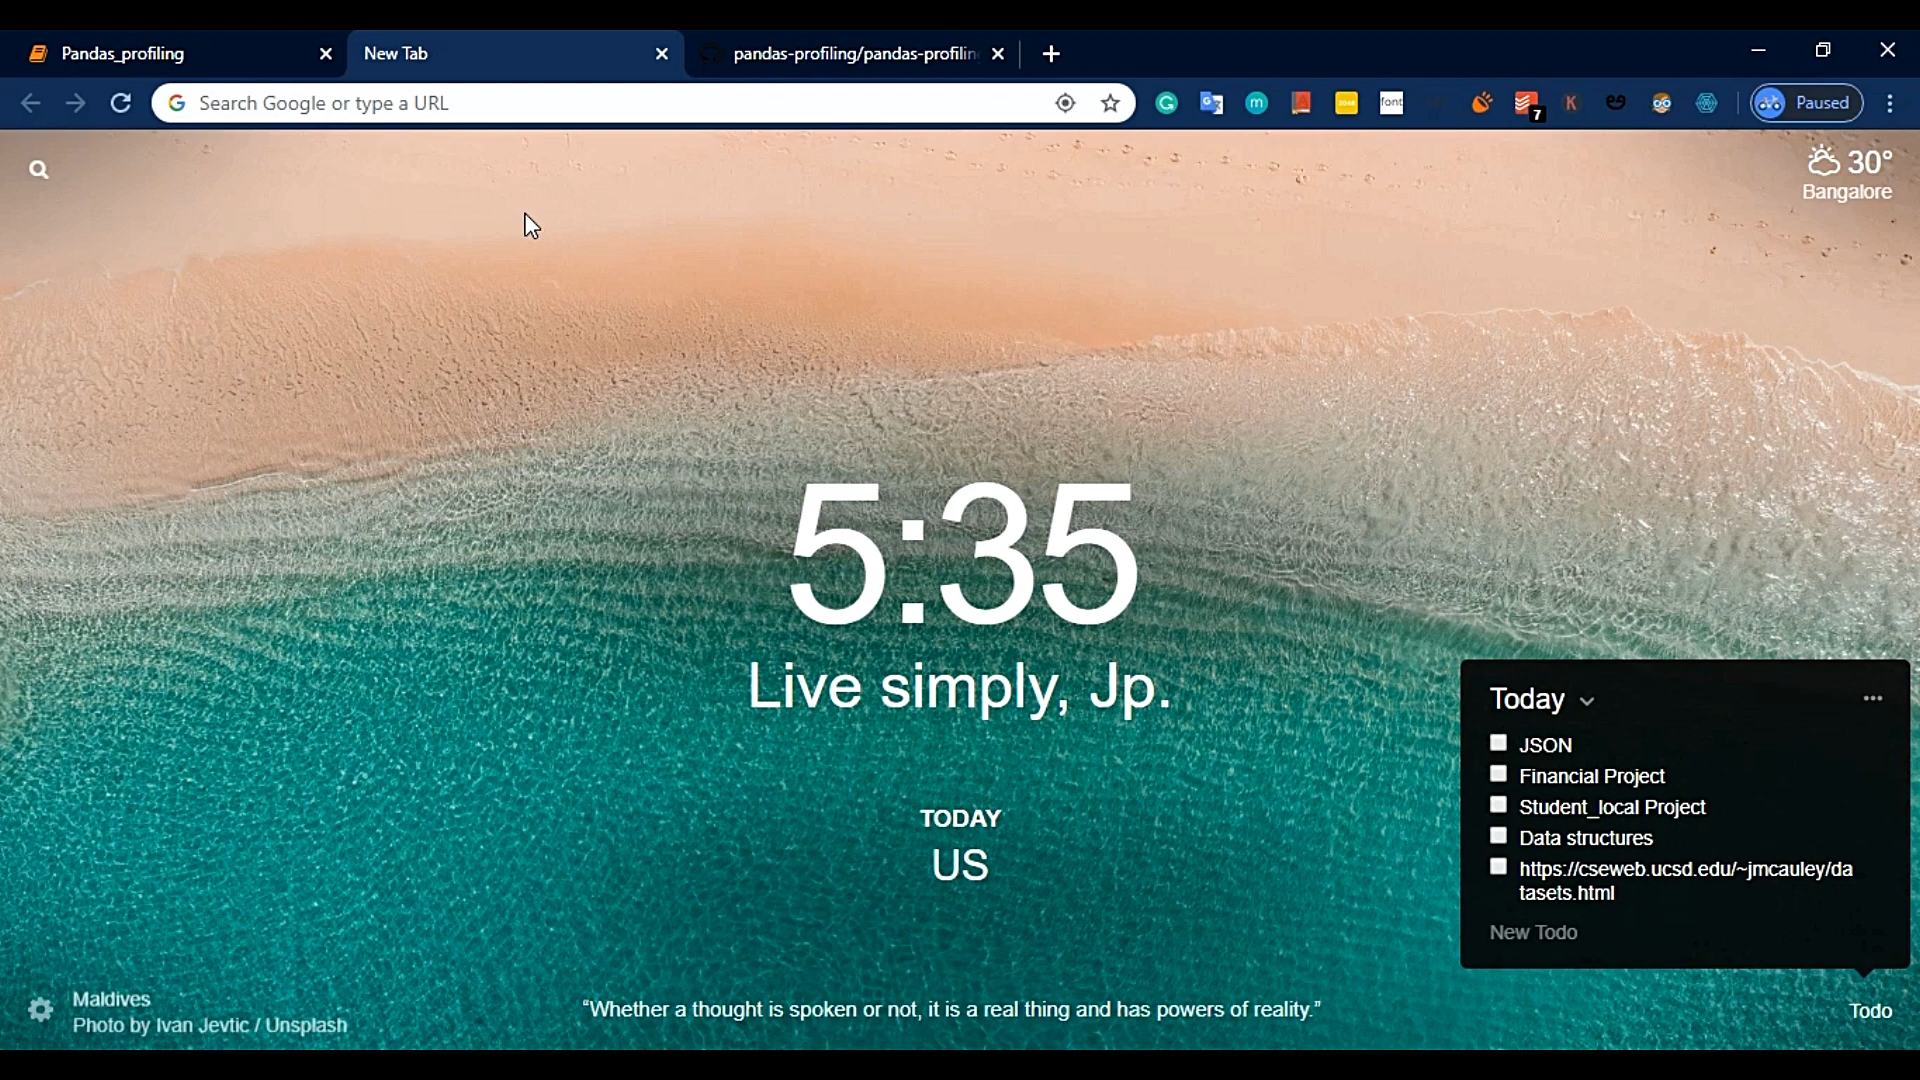 Pandas_profiling
New Tab
pandas-profiling/pandas-profilin
Search Google or type a URL
font
7
K
Paused
30°
Bangalore
5:35
Live simply, Jp.
TODAY
US
Today
JSON
Financial Project
Student_local Project
Data structures
https://cseweb.ucsd.edu/~jmcauley/da
tasets.html
New Todo
Maldives
Photo by Ivan Jevtic / Unsplash
“Whether a thought is spoken or not, it is a real thing and has powers of reality.”
Todo